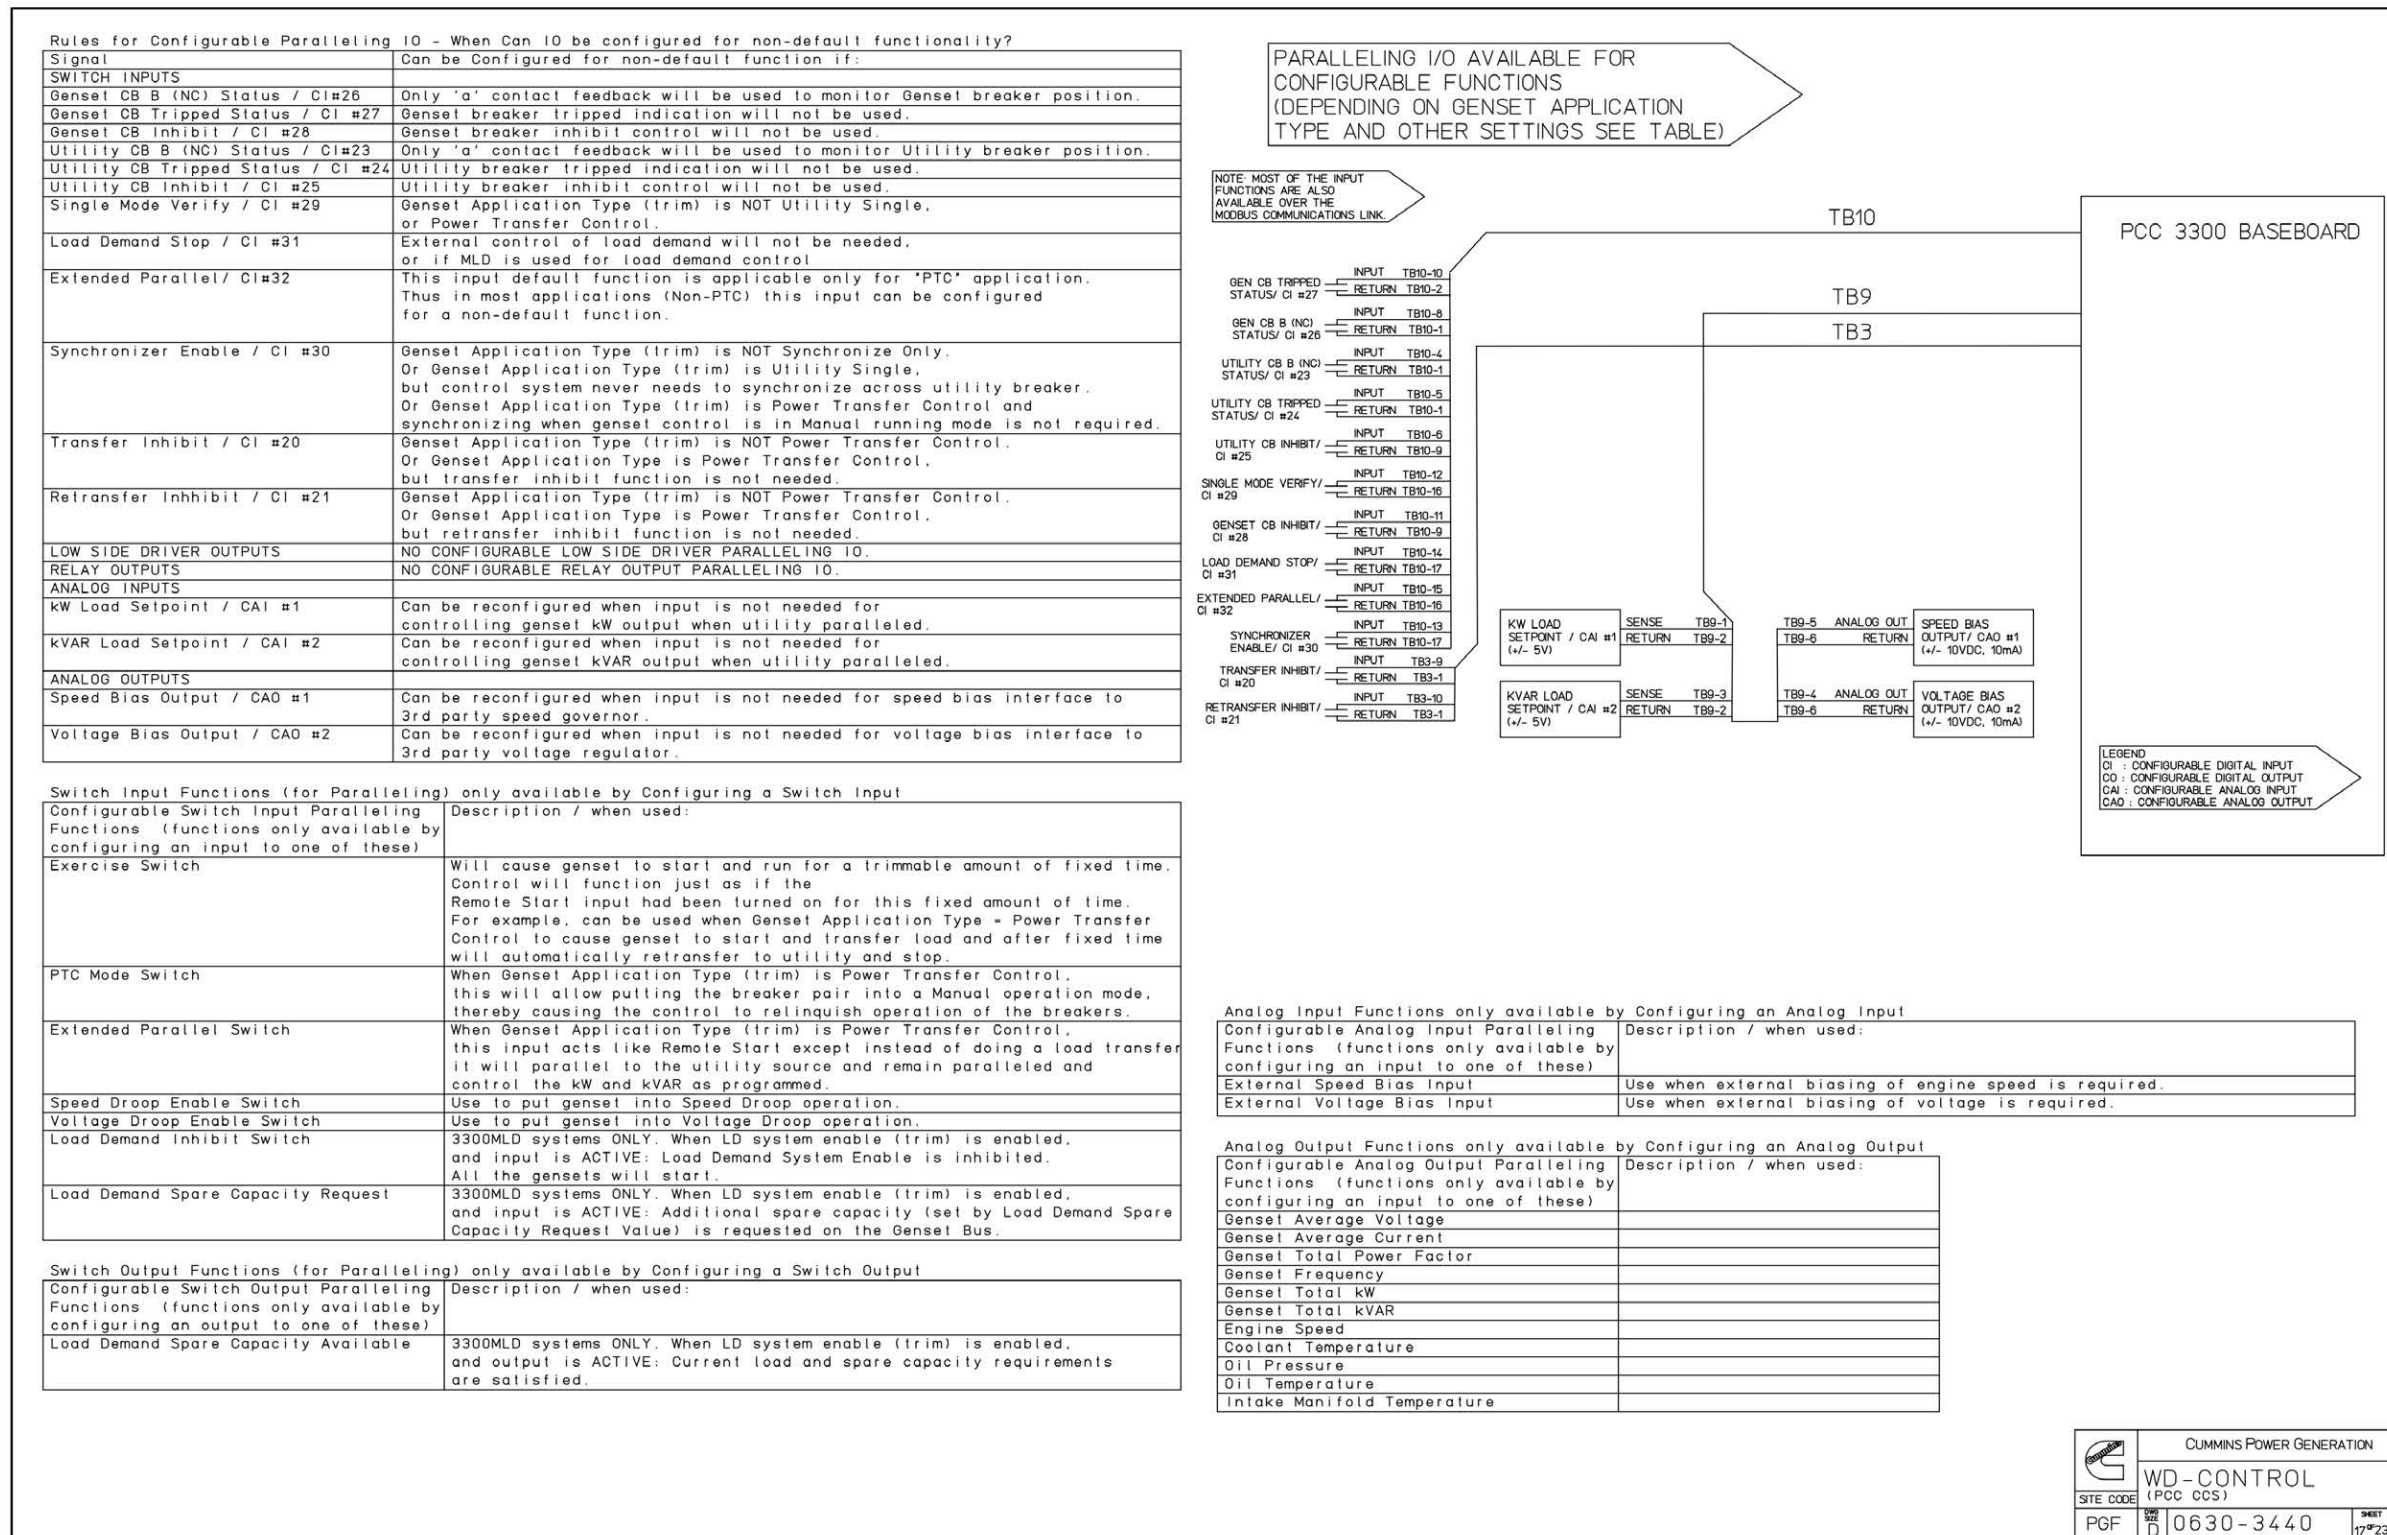 Rules for Configurable Paralleling IO - When Can IO be configured for non-default functionality?
Signal Can be Configured for non-default function if:
SWITCH INPUTS
Genset CB B (NC) Status / CI#26 Only 'a' contact feedback will be used to monitor Genset breaker position.
Genset CB Tripped Status / CI #27 Genset breaker tripped indication will not be used.
Genset CB Inhibit / CI #28 Genset breaker inhibit control will not be used.
Utility CB B (NC) Status / CI#23 Only 'a' contact feedback will be used to monitor Utility breaker position.
Utility CB Tripped Status / CI #24 Utility breaker tripped indication will not be used.
Utility CB Inhibit / CI #25 Utility breaker inhibit control will not be used.
Single Mode Verify / CI #29 Genset Application Type (trim) is NOT Utility Single,
or Power Transfer Control.
Load Demand Stop / CI #31 External control of load demand will not be needed,
or if MLD is used for load demand control
Extended Parallel/ CI#32 This input default function is applicable only for "PTC" application.
Thus in most applications (Non-PTC) this input can be configured
for a non-default function.
Synchronizer Enable / CI #30 Genset Application Type (trim) is NOT Synchronize Only.
Or Genset Application Type (trim) is Utility Single,
but control system never needs to synchronize across utility breaker.
Or Genset Application Type (trim) is Power Transfer Control and
synchronizing when genset control is in Manual running mode is not required.
Transfer Inhibit / CI #20 Genset Application Type (trim) is NOT Power Transfer Control.
Or Genset Application Type is Power Transfer Control,
but transfer inhibit function is not needed.
Retransfer Inhhibit / CI #21 Genset Application Type (trim) is NOT Power Transfer Control.
Or Genset Application Type is Power Transfer Control,
but retransfer inhibit function is not needed.
LOW SIDE DRIVER OUTPUTS NO CONFIGURABLE LOW SIDE DRIVER PARALLELING IO.
RELAY OUTPUTS NO CONFIGURABLE RELAY OUTPUT PARALLELING IO.
ANALOG INPUTS
kW Load Setpoint / CAI #1 Can be reconfigured when input is not needed for
controlling genset kW output when utility paralleled.
kVAR Load Setpoint / CAI #2 Can be reconfigured when input is not needed for
controlling genset kVAR output when utility paralleled.
ANALOG OUTPUTS
Speed Bias Output / CAO #1 Can be reconfigured when input is not needed for speed bias interface to
3rd party speed governor.
Voltage Bias Output / CAO #2 Can be reconfigured when input is not needed for voltage bias interface to
3rd party voltage regulator.
Switch Input Functions (for Paralleling) only available by Configuring a Switch Input
Configurable Switch Input Paralleling Description / when used:
Functions (functions only available by
configuring an input to one of these)
Exercise Switch Will cause genset to start and run for a trimmable amount of fixed time.
Control will function just as if the
Remote Start input had been turned on for this fixed amount of time.
For example, can be used when Genset Application Type = Power Transfer
Control to cause genset to start and transfer load and after fixed time
will automatically retransfer to utility and stop.
PTC Mode Switch When Genset Application Type (trim) is Power Transfer Control,
this will allow putting the breaker pair into a Manual operation mode,
thereby causing the control to relinquish operation of the breakers.
Extended Parallel Switch When Genset Application Type (trim) is Power Transfer Control,
this input acts like Remote Start except instead of doing a load transfer
it will parallel to the utility source and remain paralleled and
control the kW and kVAR as programmed.
Speed Droop Enable Switch Use to put genset into Speed Droop operation.
Voltage Droop Enable Switch Use to put genset into Voltage Droop operation.
Load Demand Inhibit Switch 3300MLD systems ONLY. When LD system enable (trim) is enabled,
and input is ACTIVE: Load Demand System Enable is inhibited.
All the gensets will start.
Load Demand Spare Capacity Request 3300MLD systems ONLY. When LD system enable (trim) is enabled,
and input is ACTIVE: Additional spare capacity (set by Load Demand Spare
Capacity Request Value) is requested on the Genset Bus.
Switch Output Functions (for Paralleling) only available by Configuring a Switch Output
Configurable Switch Output Paralleling Description / when used:
Functions (functions only available by
configuring an output to one of these)
Load Demand Spare Capacity Available 3300MLD systems ONLY. When LD system enable (trim) is enabled,
and output is ACTIVE: Current load and spare capacity requirements
are satisfied.
PARALLELING I/O AVAILABLE FOR
CONFIGURABLE FUNCTIONS
(DEPENDING ON GENSET APPLICATION
TYPE AND OTHER SETTINGS SEE TABLE)
NOTE: MOST OF THE INPUT
FUNCTIONS ARE ALSO
AVAILABLE OVER THE
MODBUS COMMUNICATIONS LINK.
TB10
TB9
TB3
PCC 3300 BASEBOARD
GEN CB TRIPPED INPUT TB10-10
STATUS/ CI #27 RETURN TB10-2
GEN CB B (NC) INPUT TB10-8
STATUS/ CI #26 RETURN TB10-1
UTILITY CB B (NC) INPUT TB10-4
STATUS/ CI #23 RETURN TB10-1
UTILITY CB TRIPPED INPUT TB10-5
STATUS/ CI #24 RETURN TB10-1
UTILITY CB INHIBIT/ INPUT TB10-6
CI #25 RETURN TB10-9
SINGLE MODE VERIFY/ INPUT TB10-12
CI #29 RETURN TB10-16
GENSET CB INHIBIT/ INPUT TB10-11
CI #28 RETURN TB10-9
LOAD DEMAND STOP/ INPUT TB10-14
CI #31 RETURN TB10-17
EXTENDED PARALLEL/ INPUT TB10-15
CI #32 RETURN TB10-16
SYNCHRONIZER INPUT TB10-13
ENABLE/ CI #30 RETURN TB10-17
TRANSFER INHIBIT/ INPUT TB3-9
CI #20 RETURN TB3-1
RETRANSFER INHIBIT/ INPUT TB3-10
CI #21 RETURN TB3-1
KW LOAD SENSE TB9-1 TB9-5 ANALOG OUT SPEED BIAS
SETPOINT / CAI #1 RETURN TB9-2 TB9-6 RETURN OUTPUT/ CAO #1
(+/- 5V) (+/- 10VDC, 10mA)
KVAR LOAD SENSE TB9-3 TB9-4 ANALOG OUT VOLTAGE BIAS
SETPOINT / CAI #2 RETURN TB9-2 TB9-6 RETURN OUTPUT/ CAO #2
(+/- 5V) (+/- 10VDC, 10mA)
LEGEND
CI : CONFIGURABLE DIGITAL INPUT
CO : CONFIGURABLE DIGITAL OUTPUT
CAI : CONFIGURABLE ANALOG INPUT
CAO : CONFIGURABLE ANALOG OUTPUT
Analog Input Functions only available by Configuring an Analog Input
Configurable Analog Input Paralleling Description / when used:
Functions (functions only available by
configuring an input to one of these)
External Speed Bias Input Use when external biasing of engine speed is required.
External Voltage Bias Input Use when external biasing of voltage is required.
Analog Output Functions only available by Configuring an Analog Output
Configurable Analog Output Paralleling Description / when used:
Functions (functions only available by
configuring an input to one of these)
Genset Average Voltage
Genset Average Current
Genset Total Power Factor
Genset Frequency
Genset Total kW
Genset Total kVAR
Engine Speed
Coolant Temperature
Oil Pressure
Oil Temperature
Intake Manifold Temperature
Cummins
CUMMINS POWER GENERATION
WD-CONTROL
(PCC CCS)
SITE CODE
PGF DWG SIZE D 0630-3440 SHEET 17 OF 23